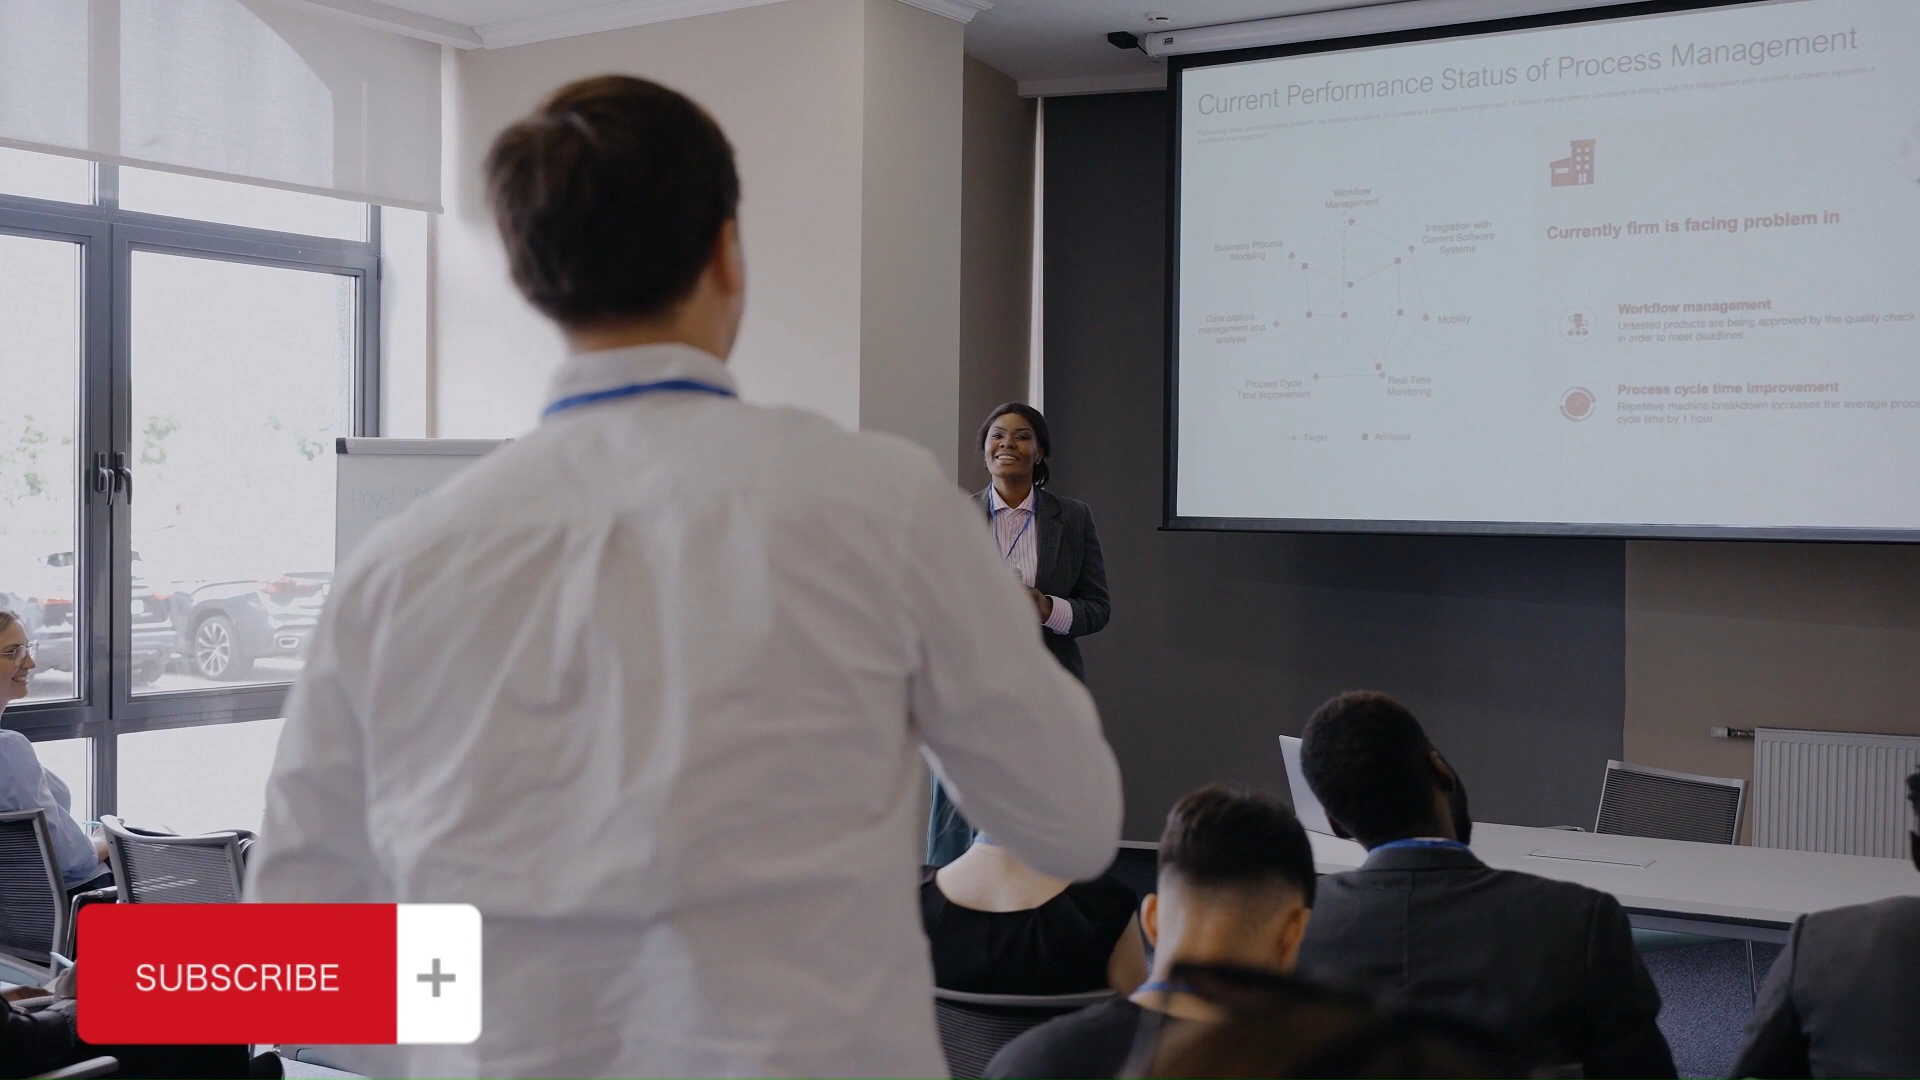 Current Performance Status of Process Management
Workflow
Management
Business Process
Modeling
Integration with
Current Software
Systems
Data capture,
management and
analysis
Mobility
Process Cycle
Time Improvement
Real Time
Monitoring
Target
Achieved
Currently firm is facing problem in
Workflow management
Untested products are being approved by the quality check
in order to meet deadlines
Process cycle time improvement
Repetitive machine breakdown increases the average
cycle time by 1 hour
SUBSCRIBE